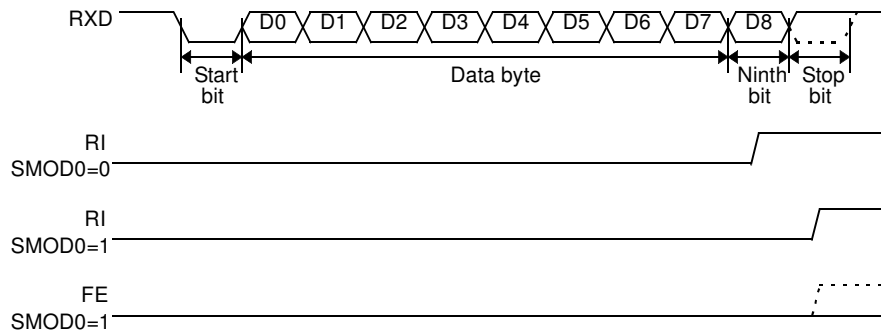 RXD D0 D1 D2 D3 D4 D5 D6 D7 D8
Start bit
Data byte
Ninth bit
Stop bit
RI
SMOD0=0
RI
SMOD0=1
FE
SMOD0=1